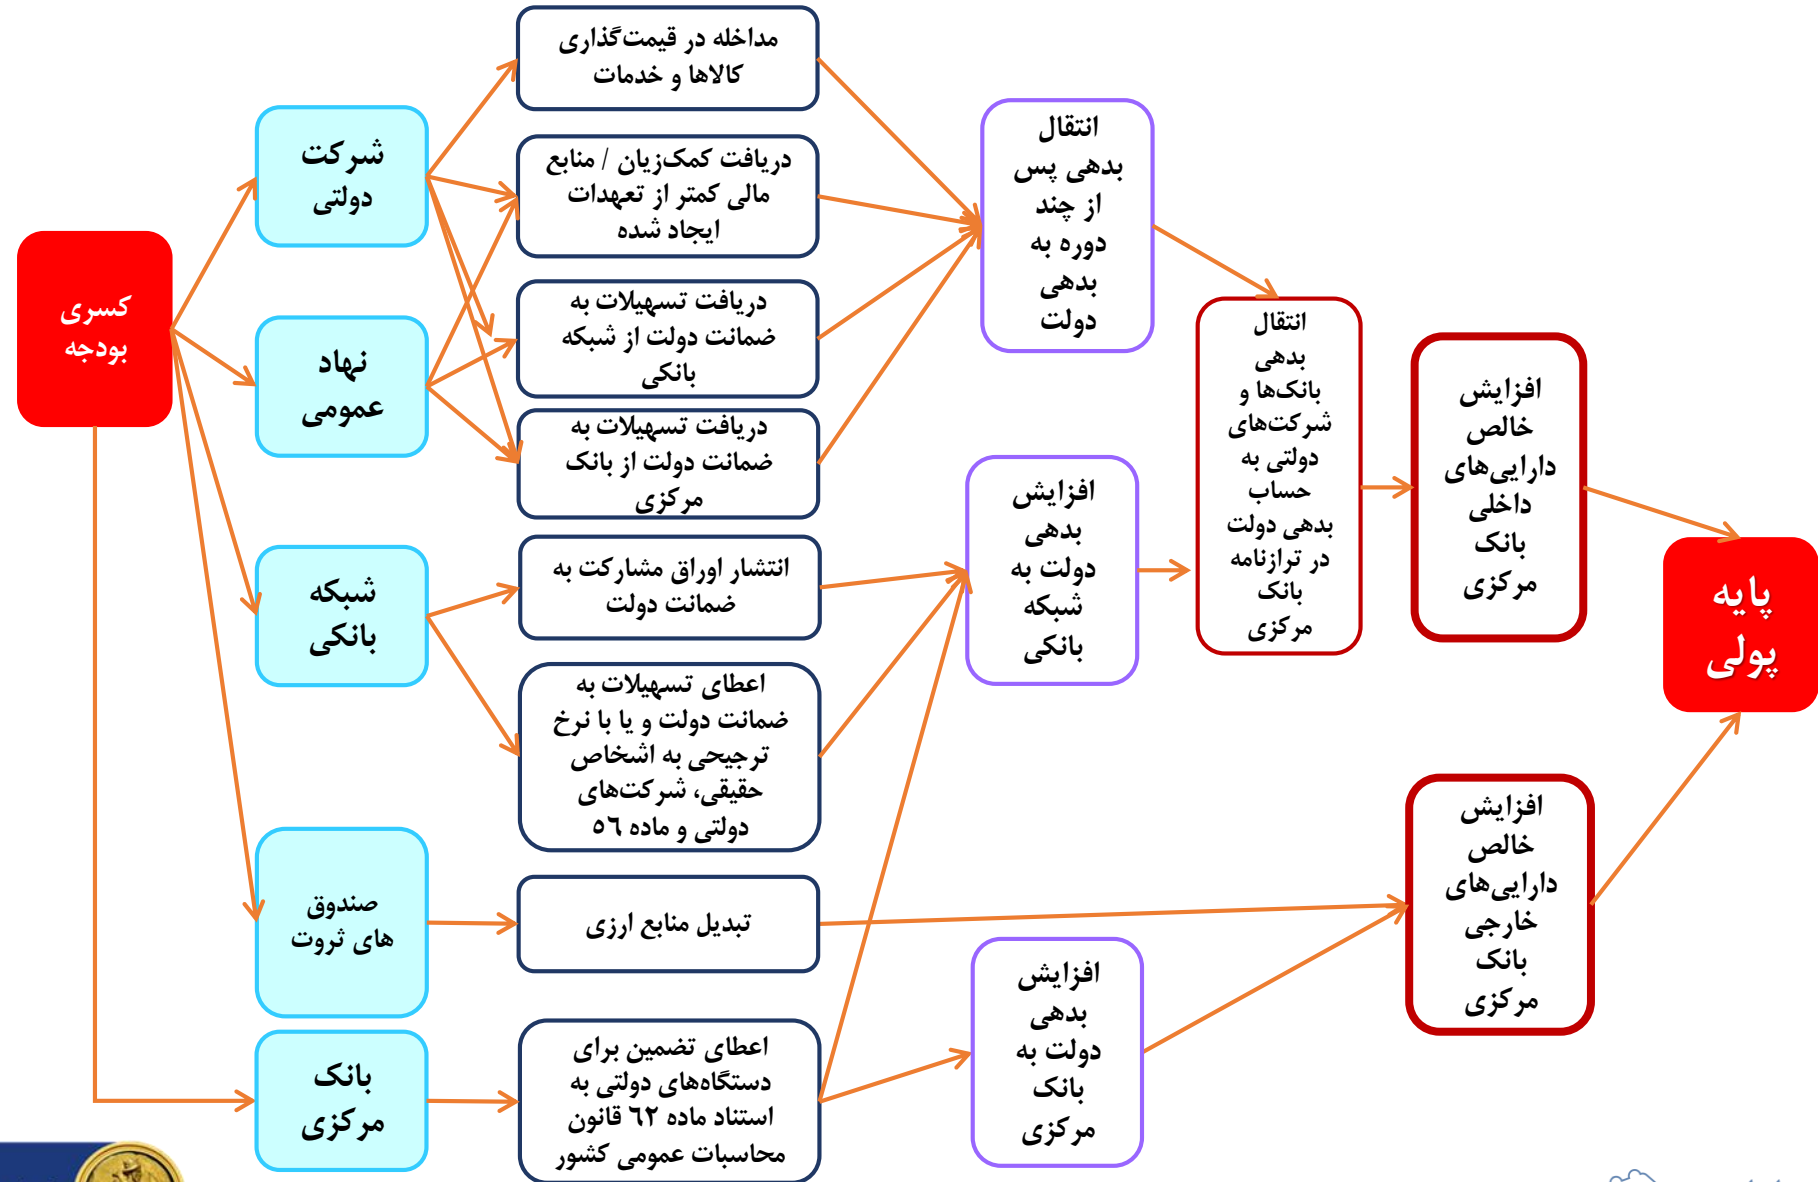 کسری
بودجه
شرکت
دولتی
نهاد
عمومی
شبکه
بانکی
صندوق
های ثروت
بانک
مرکزی
مداخله در قیمت‌گذاری
کالاها و خدمات
دریافت کمک‌زیان / منابع
مالی کمتر از تعهدات
ایجاد شده
دریافت تسهیلات به
ضمانت دولت از شبکه
بانکی
دریافت تسهیلات به
ضمانت دولت از بانک
مرکزی
انتشار اوراق مشارکت به
ضمانت دولت
اعطای تسهیلات به
ضمانت دولت و یا با نرخ
ترجیحی به اشخاص
حقیقی، شرکت‌های
دولتی و ماده ٥٦
تبدیل منابع ارزی
اعطای تضمین برای
دستگاه‌های دولتی به
استناد ماده ٦٢ قانون
محاسبات عمومی کشور
انتقال
بدهی پس
از چند
دوره به
بدهی
دولت
افزایش
بدهی
دولت به
شبکه
بانکی
افزایش
بدهی
دولت به
بانک
مرکزی
انتقال
بدهی
بانک‌ها و
شرکت‌های
دولتی به
حساب
بدهی دولت
در ترازنامه
بانک
مرکزی
افزایش
خالص
دارایی‌های
داخلی
بانک
مرکزی
افزایش
خالص
دارایی‌های
خارجی
بانک
مرکزی
پایه
پولی